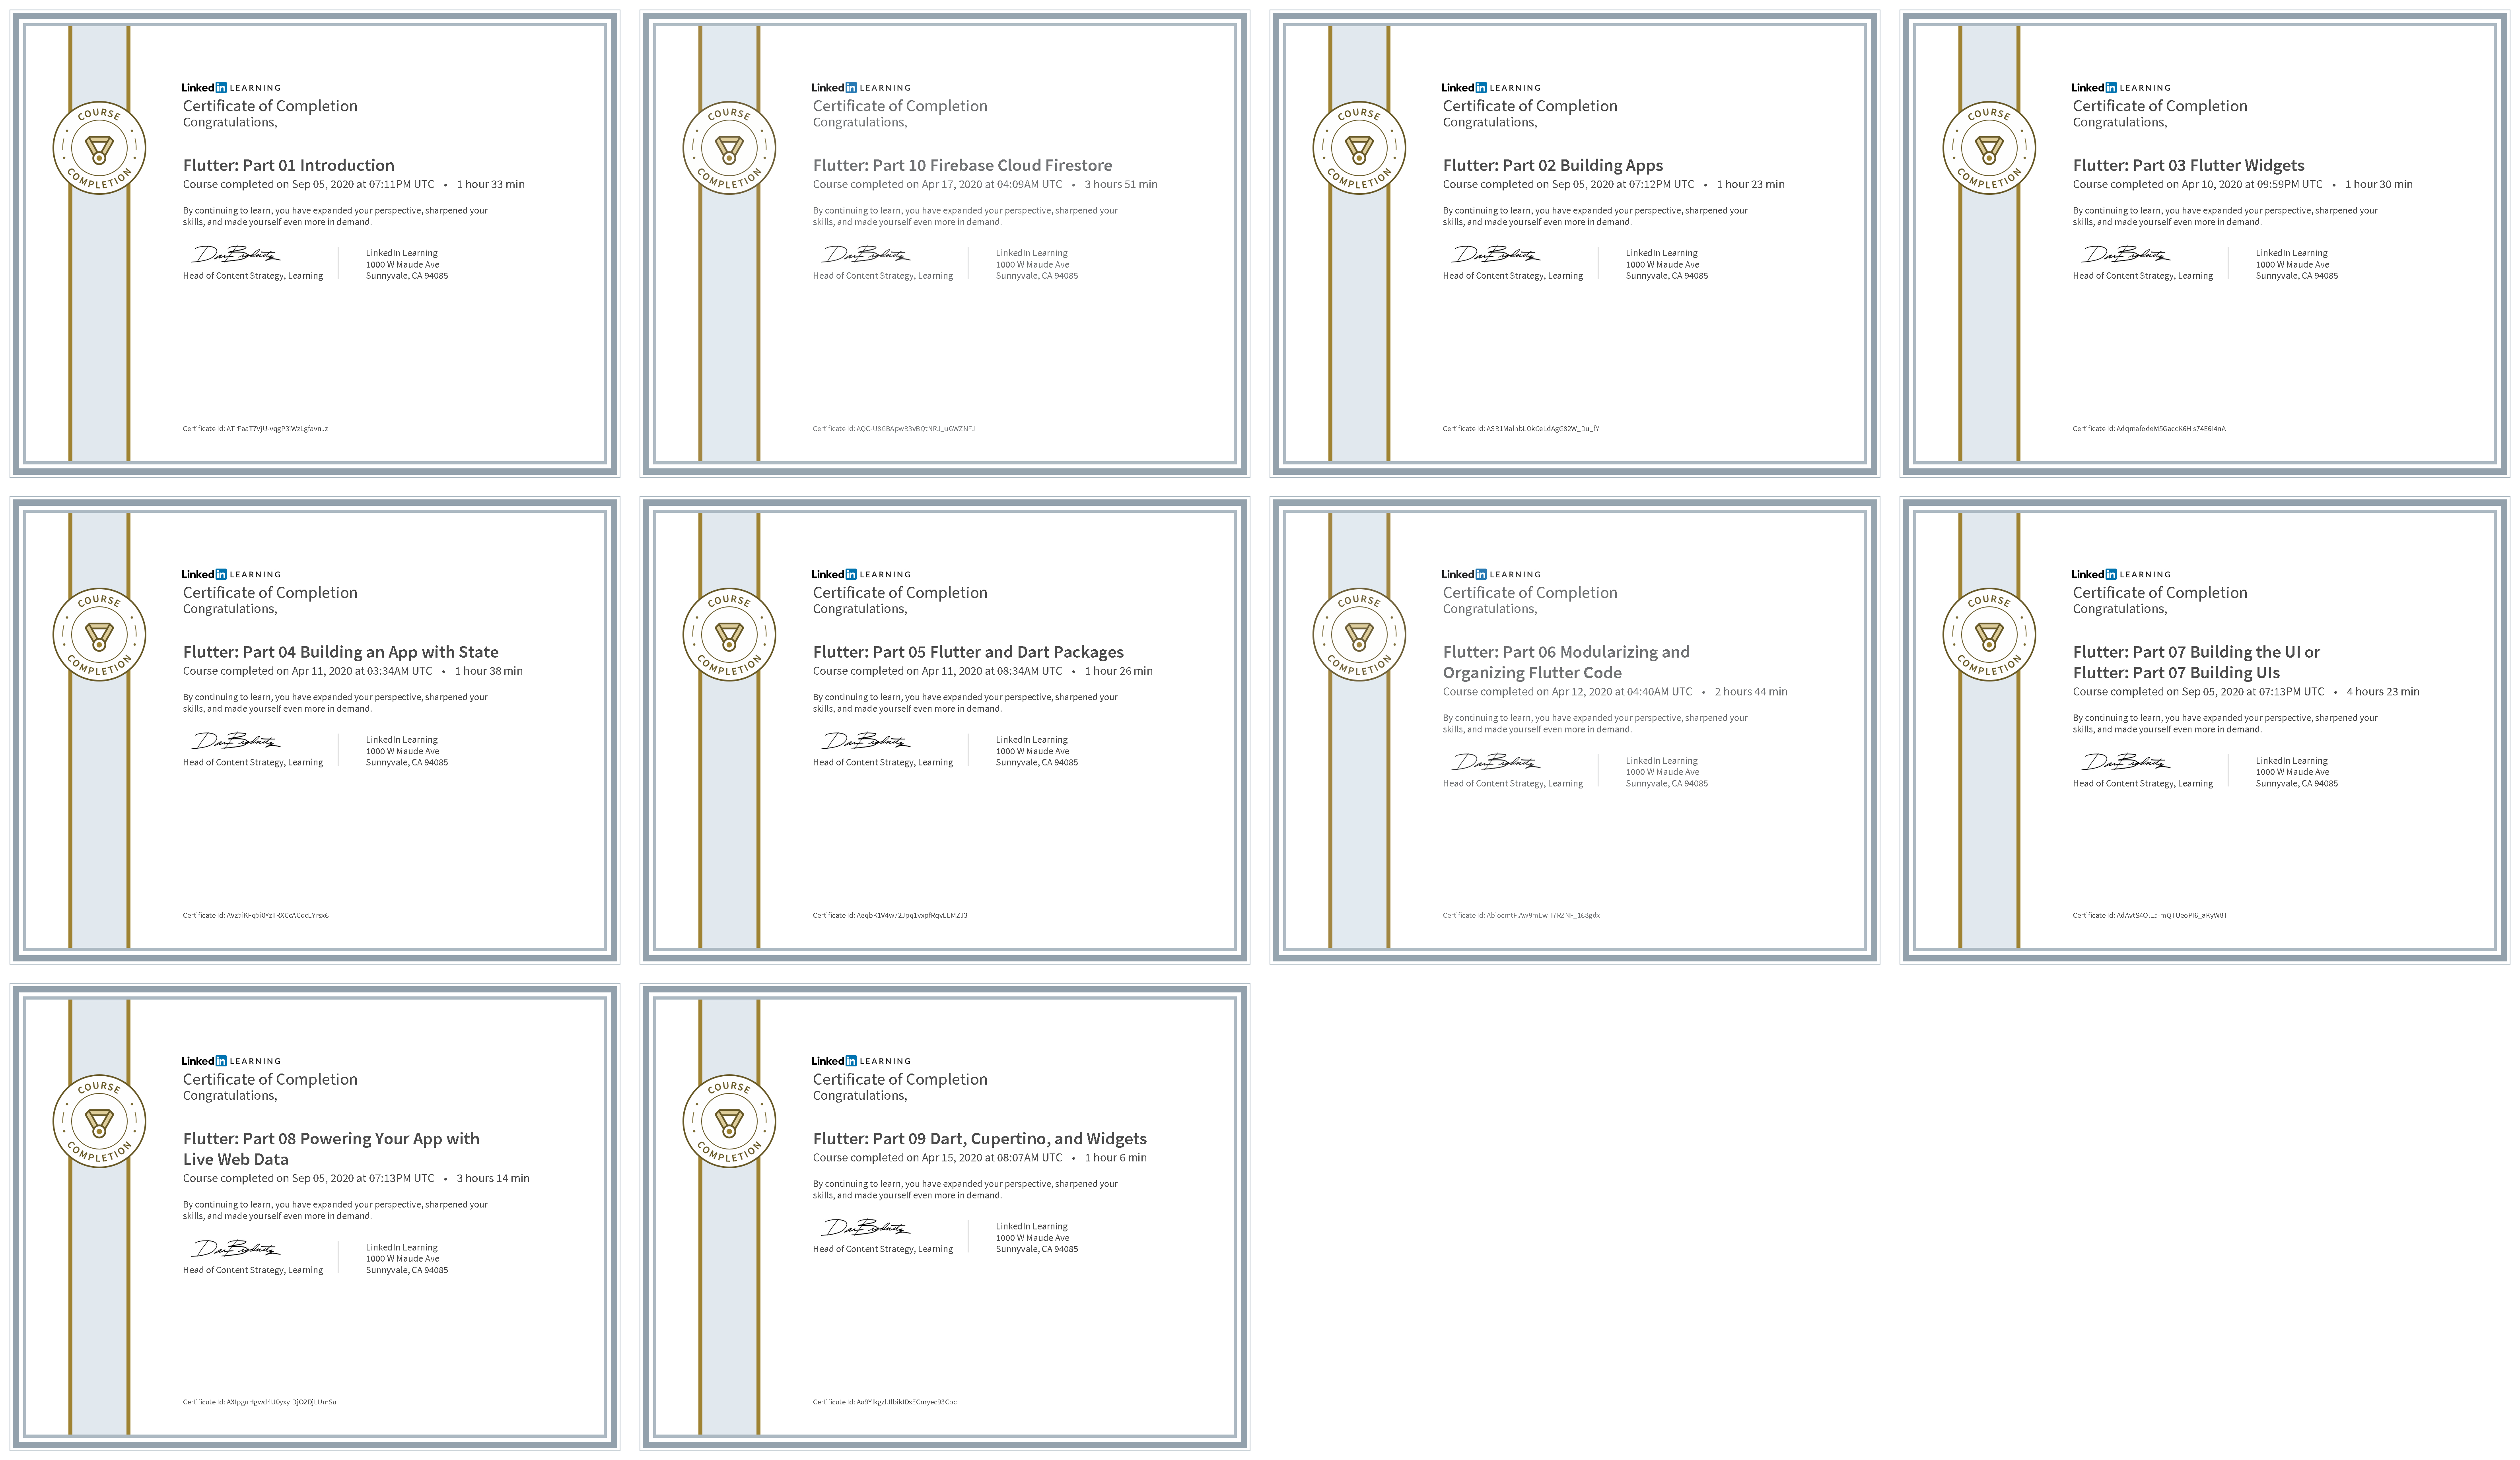 COURSE
COMPLETION
Linked in LEARNING
Certificate of Completion
Congratulations,
Flutter: Part 01 Introduction
Course completed on Sep 05, 2020 at 07:11PM UTC • 1 hour 33 min
By continuing to learn, you have expanded your perspective, sharpened your
skills, and made yourself even more in demand.
Head of Content Strategy, Learning
LinkedIn Learning
1000 W Maude Ave
Sunnyvale, CA 94085
Certificate Id:
COURSE
COMPLETION
Linked in LEARNING
Certificate of Completion
Congratulations,
Flutter: Part 10 Firebase Cloud Firestore
Course completed on Apr 17, 2020 at 04:09AM UTC • 3 hours 51 min
By continuing to learn, you have expanded your perspective, sharpened your
skills, and made yourself even more in demand.
Head of Content Strategy, Learning
LinkedIn Learning
1000 W Maude Ave
Sunnyvale, CA 94085
Certificate Id:
COURSE
COMPLETION
Linked in LEARNING
Certificate of Completion
Congratulations,
Flutter: Part 02 Building Apps
Course completed on Sep 05, 2020 at 07:12PM UTC • 1 hour 23 min
By continuing to learn, you have expanded your perspective, sharpened your
skills, and made yourself even more in demand.
Head of Content Strategy, Learning
LinkedIn Learning
1000 W Maude Ave
Sunnyvale, CA 94085
Certificate Id:
COURSE
COMPLETION
Linked in LEARNING
Certificate of Completion
Congratulations,
Flutter: Part 03 Flutter Widgets
Course completed on Apr 10, 2020 at 09:59PM UTC • 1 hour 30 min
By continuing to learn, you have expanded your perspective, sharpened your
skills, and made yourself even more in demand.
Head of Content Strategy, Learning
LinkedIn Learning
1000 W Maude Ave
Sunnyvale, CA 94085
Certificate Id:
COURSE
COMPLETION
Linked in LEARNING
Certificate of Completion
Congratulations,
Flutter: Part 04 Building an App with State
Course completed on Apr 11, 2020 at 03:34AM UTC • 1 hour 38 min
By continuing to learn, you have expanded your perspective, sharpened your
skills, and made yourself even more in demand.
Head of Content Strategy, Learning
LinkedIn Learning
1000 W Maude Ave
Sunnyvale, CA 94085
Certificate Id:
COURSE
COMPLETION
Linked in LEARNING
Certificate of Completion
Congratulations,
Flutter: Part 05 Flutter and Dart Packages
Course completed on Apr 11, 2020 at 08:34AM UTC • 1 hour 26 min
By continuing to learn, you have expanded your perspective, sharpened your
skills, and made yourself even more in demand.
Head of Content Strategy, Learning
LinkedIn Learning
1000 W Maude Ave
Sunnyvale, CA 94085
Certificate Id:
COURSE
COMPLETION
Linked in LEARNING
Certificate of Completion
Congratulations,
Flutter: Part 06 Modularizing and
Organizing Flutter Code
Course completed on Apr 12, 2020 at 04:40AM UTC • 2 hours 44 min
By continuing to learn, you have expanded your perspective, sharpened your
skills, and made yourself even more in demand.
Head of Content Strategy, Learning
LinkedIn Learning
1000 W Maude Ave
Sunnyvale, CA 94085
Certificate Id:
COURSE
COMPLETION
Linked in LEARNING
Certificate of Completion
Congratulations,
Flutter: Part 07 Building the UI or
Flutter: Part 07 Building UIs
Course completed on Sep 05, 2020 at 07:13PM UTC • 4 hours 23 min
By continuing to learn, you have expanded your perspective, sharpened your
skills, and made yourself even more in demand.
Head of Content Strategy, Learning
LinkedIn Learning
1000 W Maude Ave
Sunnyvale, CA 94085
Certificate Id:
COURSE
COMPLETION
Linked in LEARNING
Certificate of Completion
Congratulations,
Flutter: Part 08 Powering Your App with
Live Web Data
Course completed on Sep 05, 2020 at 07:13PM UTC • 3 hours 14 min
By continuing to learn, you have expanded your perspective, sharpened your
skills, and made yourself even more in demand.
Head of Content Strategy, Learning
LinkedIn Learning
1000 W Maude Ave
Sunnyvale, CA 94085
Certificate Id:
COURSE
COMPLETION
Linked in LEARNING
Certificate of Completion
Congratulations,
Flutter: Part 09 Dart, Cupertino, and Widgets
Course completed on Apr 15, 2020 at 08:07AM UTC • 1 hour 6 min
By continuing to learn, you have expanded your perspective, sharpened your
skills, and made yourself even more in demand.
Head of Content Strategy, Learning
LinkedIn Learning
1000 W Maude Ave
Sunnyvale, CA 94085
Certificate Id: